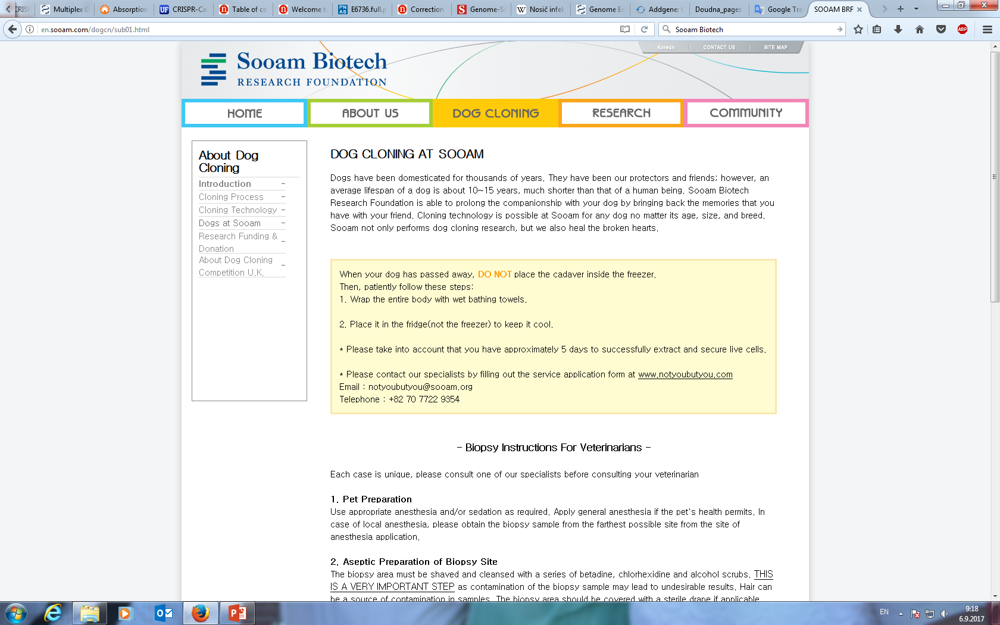 CRISP
Multiplex G
Absorption
CRISPR-Ca
Table of co
Welcome t
E6736.full.p
Correction
Genome-S
Nosič infek
Genome Ed
Addgene: C
Doudna_pages
Google Tra
SOOAM BRF
en.sooam.com/dogcn/sub01.html
Sooam Biotech
ABP
Korean
CONTACT US
SITE MAP
Sooam Biotech
RESEARCH FOUNDATION
HOME
ABOUT US
DOG CLONING
RESEARCH
COMMUNITY
About Dog
Cloning
Introduction -
Cloning Process -
Cloning Technology -
Dogs at Sooam -
Research Funding &
Donation -
About Dog Cloning
Competition U.K. -
DOG CLONING AT SOOAM
Dogs have been domesticated for thousands of years. They have been our protectors and friends; however, an
average lifespan of a dog is about 10~15 years, much shorter than that of a human being. Sooam Biotech
Research Foundation is able to prolong the companionship with your dog by bringing back the memories that you
have with your friend. Cloning technology is possible at Sooam for any dog no matter its age, size, and breed.
Sooam not only performs dog cloning research, but we also heal the broken hearts.
When your dog has passed away, DO NOT place the cadaver inside the freezer.
Then, patiently follow these steps:
1. Wrap the entire body with wet bathing towels.
2. Place it in the fridge(not the freezer) to keep it cool.
* Please take into account that you have approximately 5 days to successfully extract and secure live cells.
* Please contact our specialists by filling out the service application form at www.notyoubutyou.com
Email : notyoubutyou@sooam.org
Telephone : +82 70 7722 9354
- Biopsy Instructions For Veterinarians -
Each case is unique, please consult one of our specialists before consulting your veterinarian
1. Pet Preparation
Use appropriate anesthesia and/or sedation as required. Apply general anesthesia if the pet's health permits. In
case of local anesthesia, please obtain the biopsy sample from the farthest possible site from the site of
anesthesia application.
2. Aseptic Preparation of Biopsy Site
The biopsy area must be shaved and cleansed with a series of betadine, chlorhexidine and alcohol scrubs. THIS
IS A VERY IMPORTANT STEP as contamination of the biopsy sample may lead to undesirable results. Hair can
be a source of contamination in samples. The biopsy area should be covered with a sterile drape if applicable
EN
9:18
6.9.2017